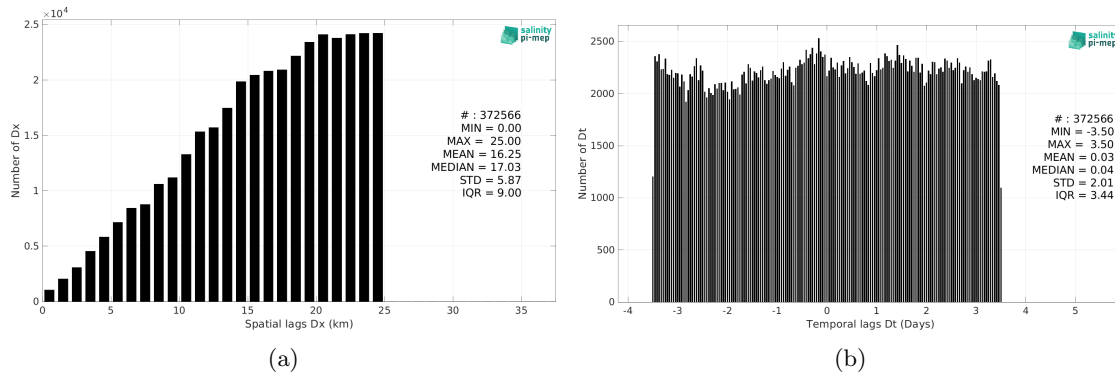 ×10⁴
2.5
2
1.5
1
0.5
0
Number of Dx
0 5 10 15 20 25 30 35
Spatial lags Dx (km)
salinity
pi-mep
# : 372566
MIN = 0.00
MAX = 25.00
MEAN = 16.25
MEDIAN = 17.03
STD = 5.87
IQR = 9.00
(a)
2500
2000
1500
1000
500
0
Number of Dt
-4 -3 -2 -1 0 1 2 3 4 5
Temporal lags Dt (Days)
salinity
pi-mep
# : 372566
MIN = -3.50
MAX = 3.50
MEAN = 0.03
MEDIAN = 0.04
STD = 2.01
IQR = 3.44
(b)